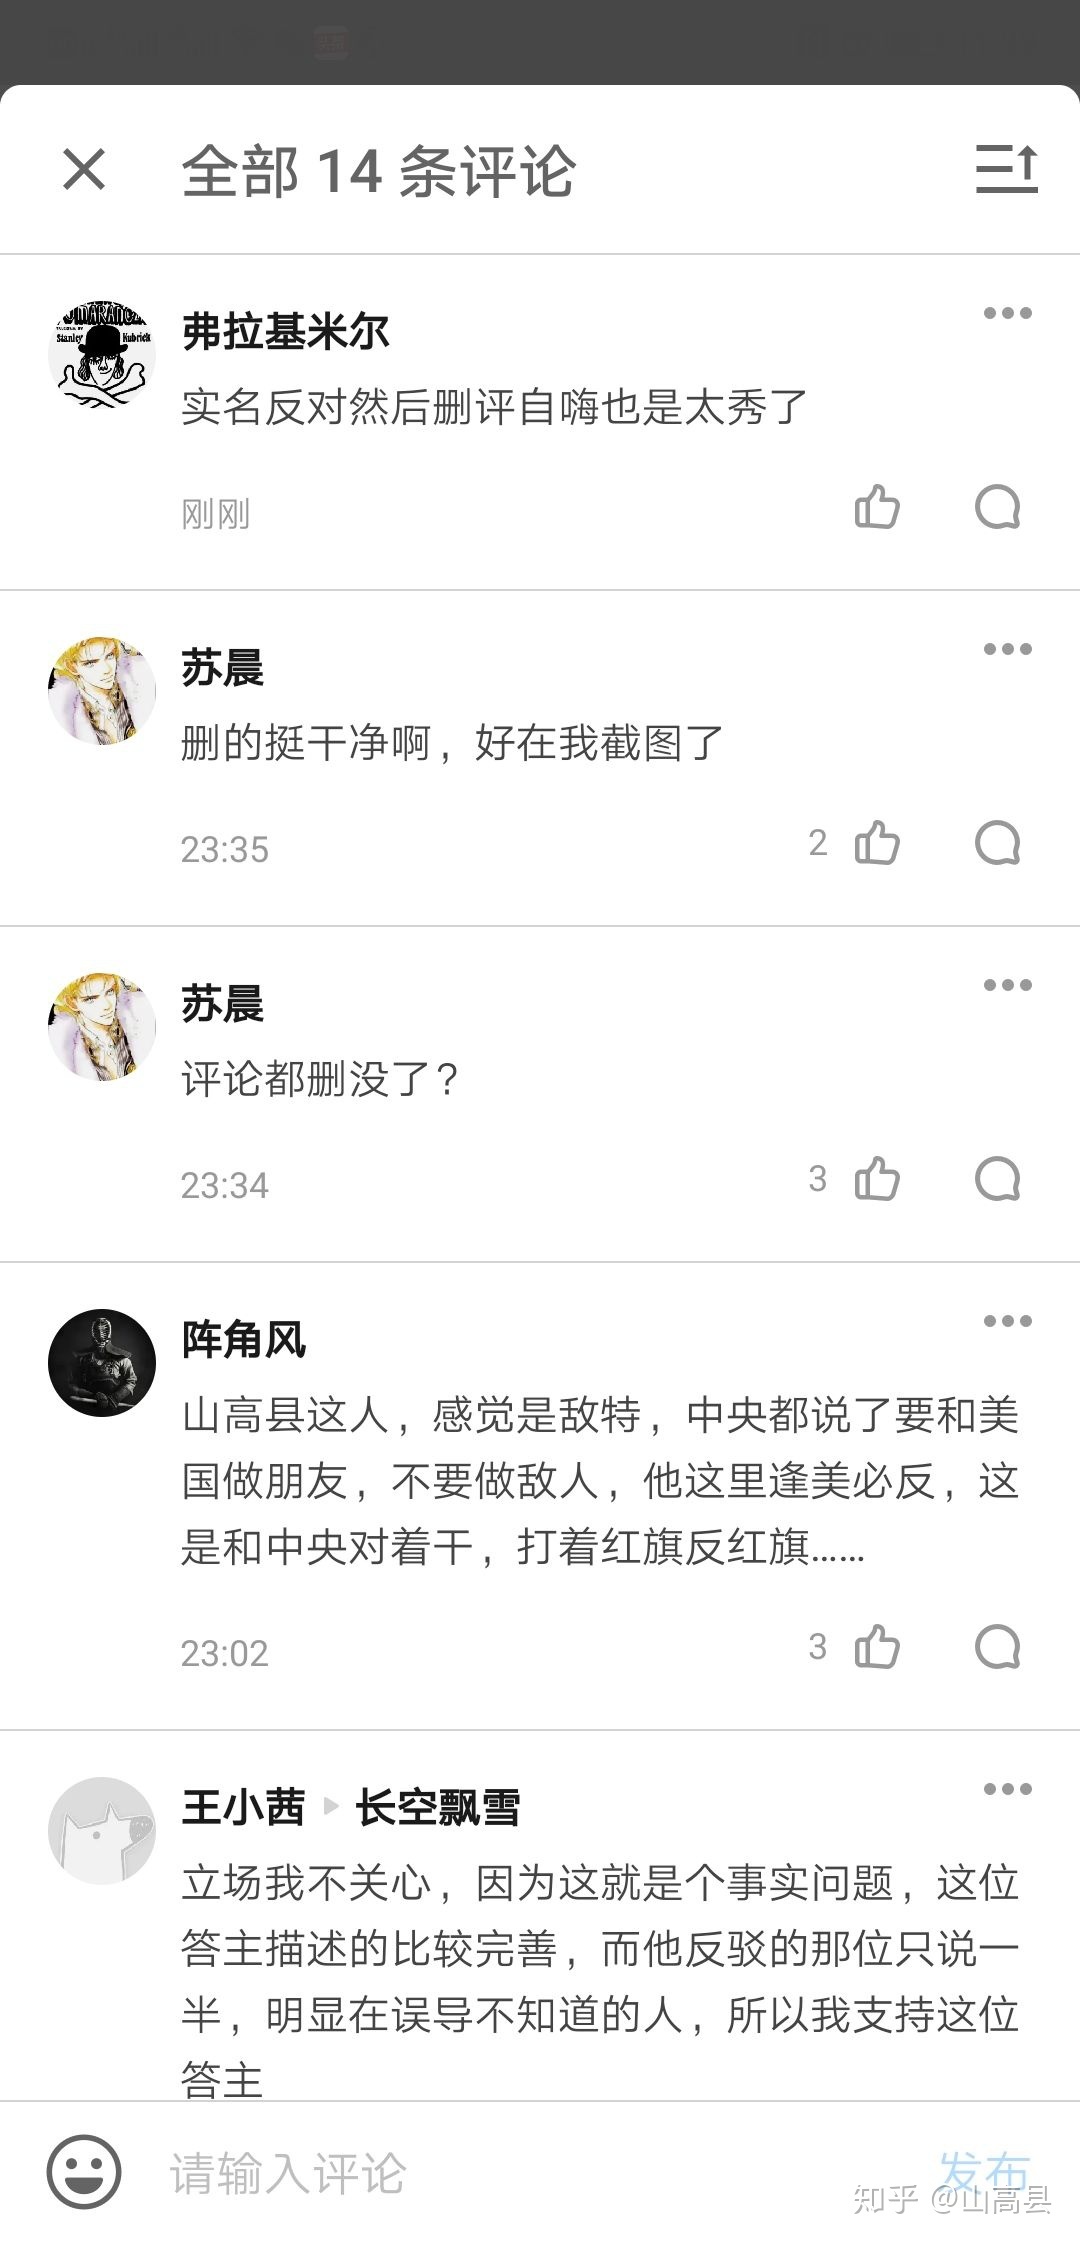 全部 14 条评论
弗拉基米尔
实名反对然后删评自嗨也是太秀了
刚刚
苏晨
删的挺干净啊，好在我截图了
23:35
2
苏晨
评论都删没了？
23:34
3
阵角风
山高县这人，感觉是敌特，中央都说了要和美
国做朋友，不要做敌人，他这里逢美必反，这
是和中央对着干，打着红旗反红旗……
23:02
3
王小茜 ▸ 长空飘雪
立场我不关心，因为这就是个事实问题，这位
答主描述的比较完善，而他反驳的那位只说一
半，明显在误导不知道的人，所以我支持这位
答主
请输入评论
发布
知乎 @山高县
Stanley Kubrick